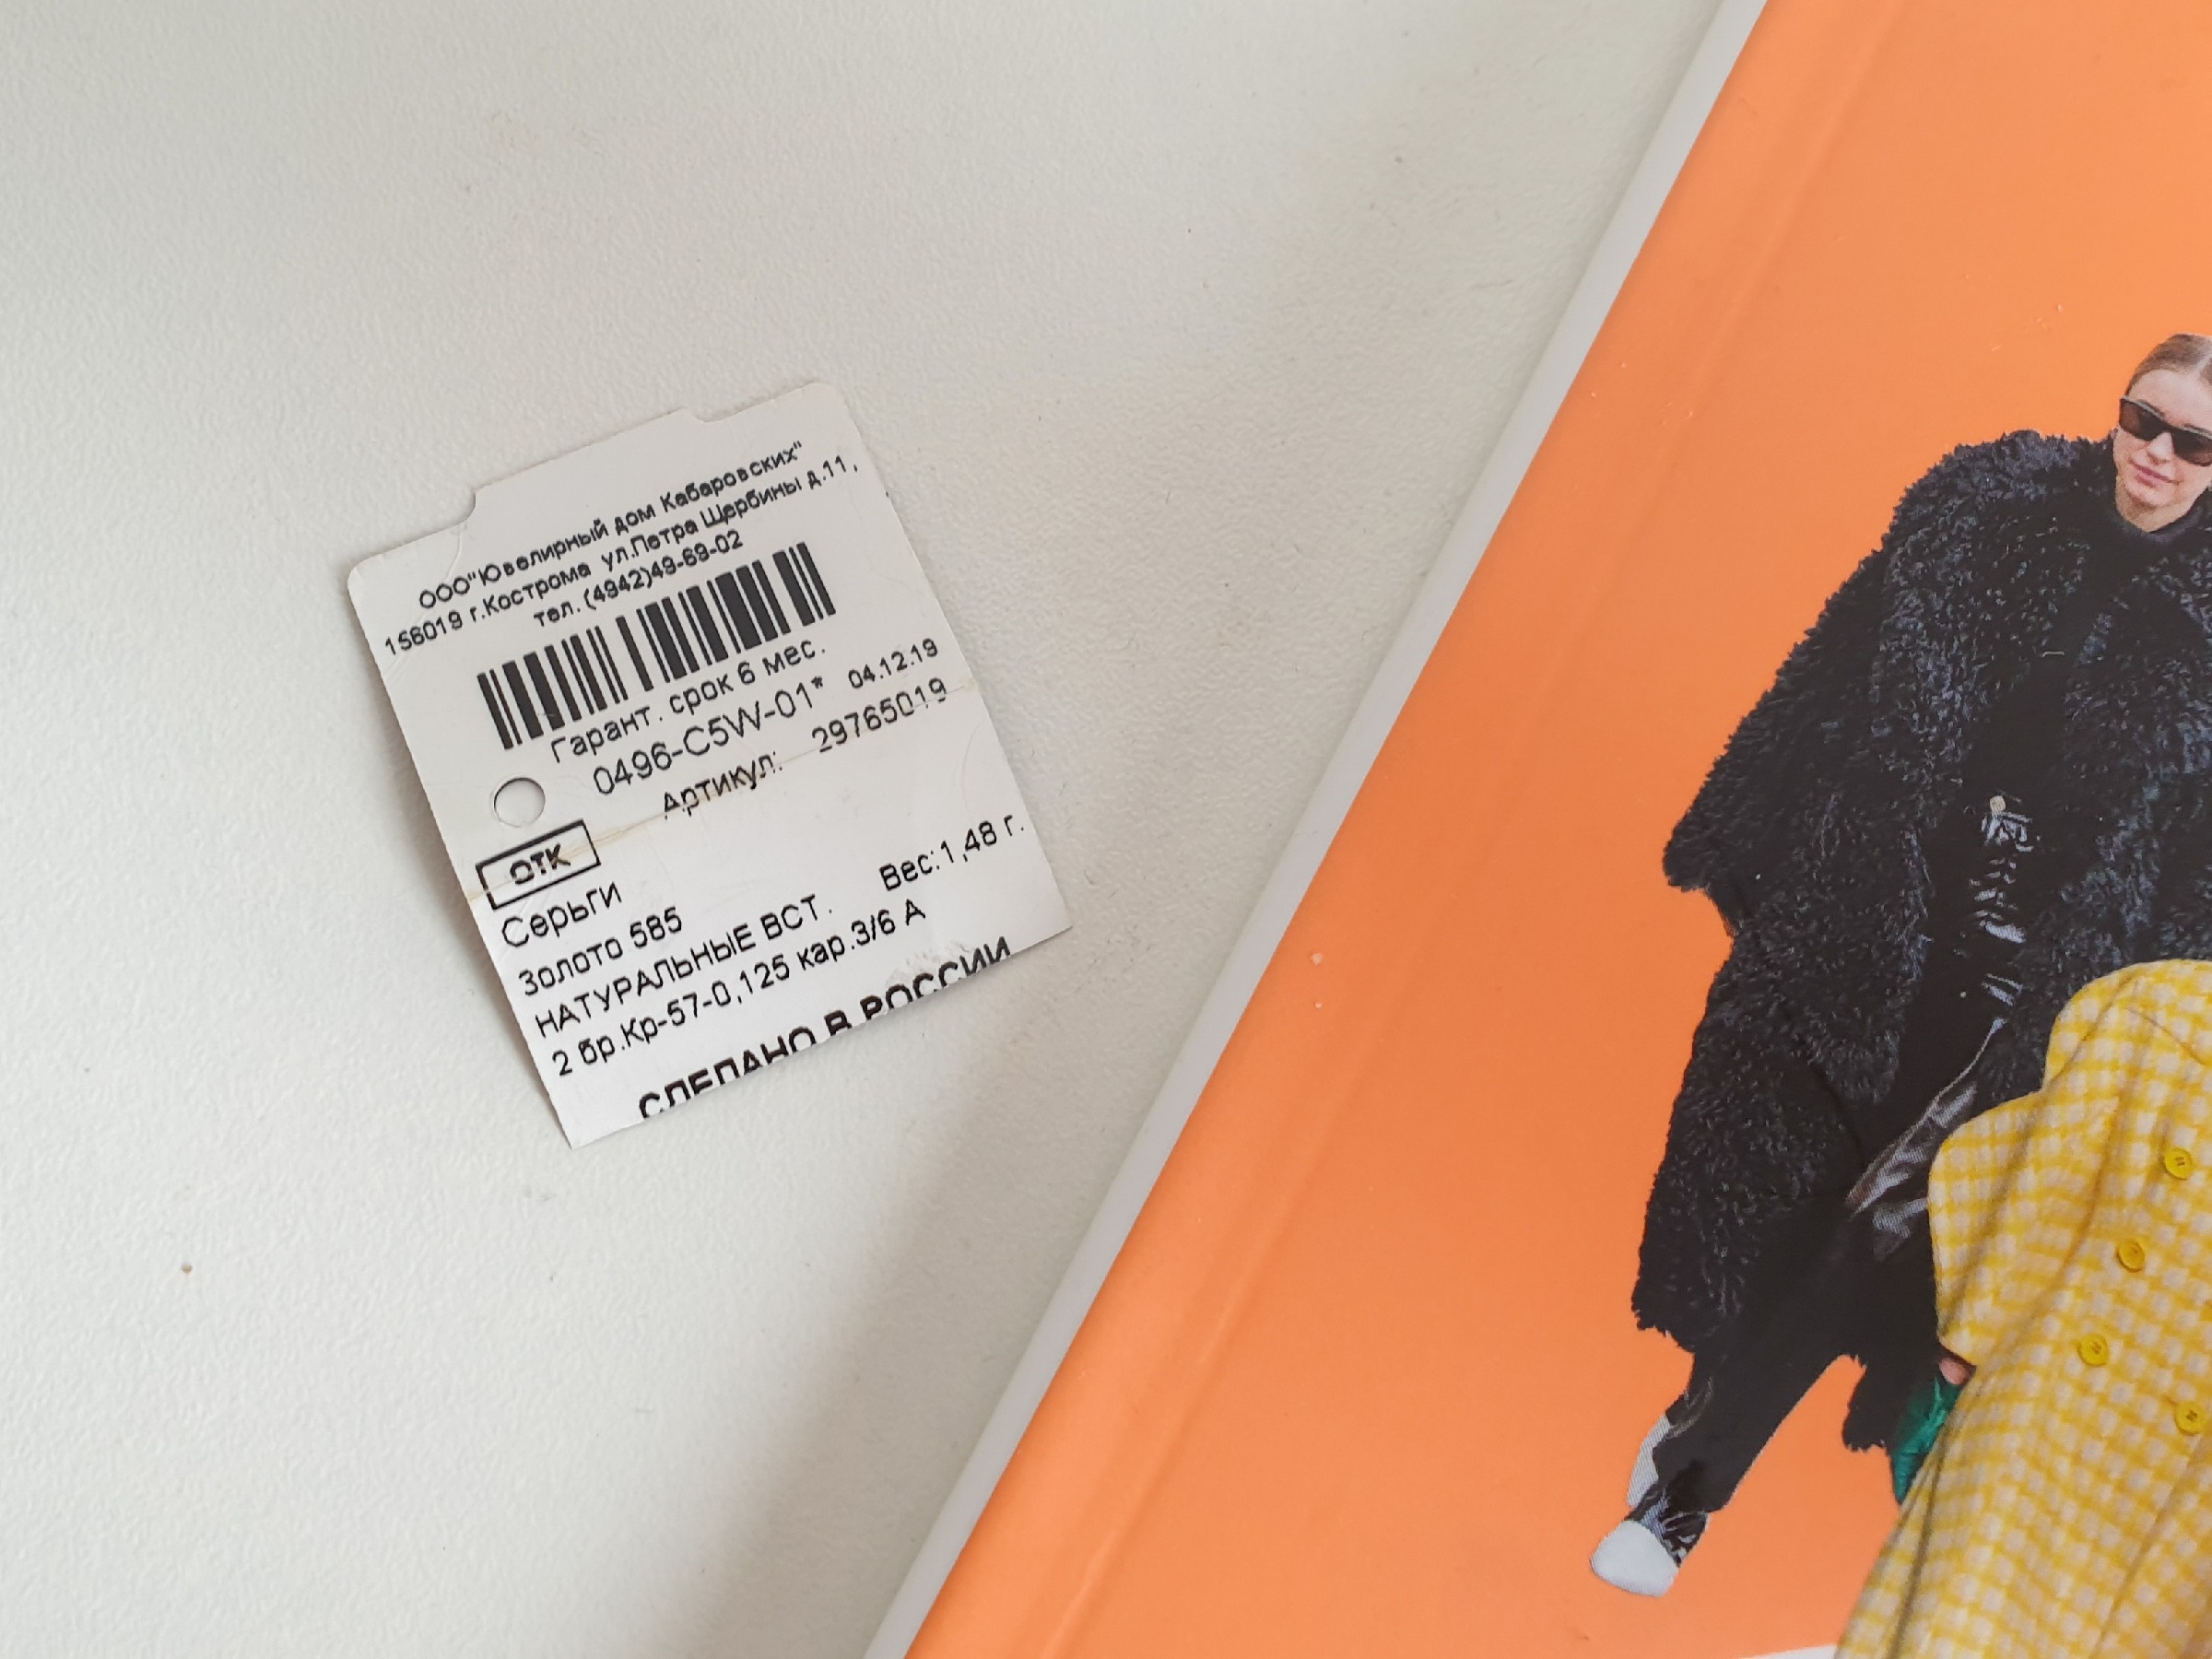 ООО"Ювелирный дом Кабаровских"
156019 г.Кострома ул.Петра Щербины д.11,
тел. (4942)49-69-02
Гарант. срок 6 мес.
0496-С5W-01* 04.12.19
Артикул: 29765019
ОТК
Серьги
Золото 585 Вес:1,48 г.
НАТУРАЛЬНЫЕ ВСТ.
2 бр.Кр-57-0,125 кар.3/6 А
СДЕЛАНО В РОССИИ